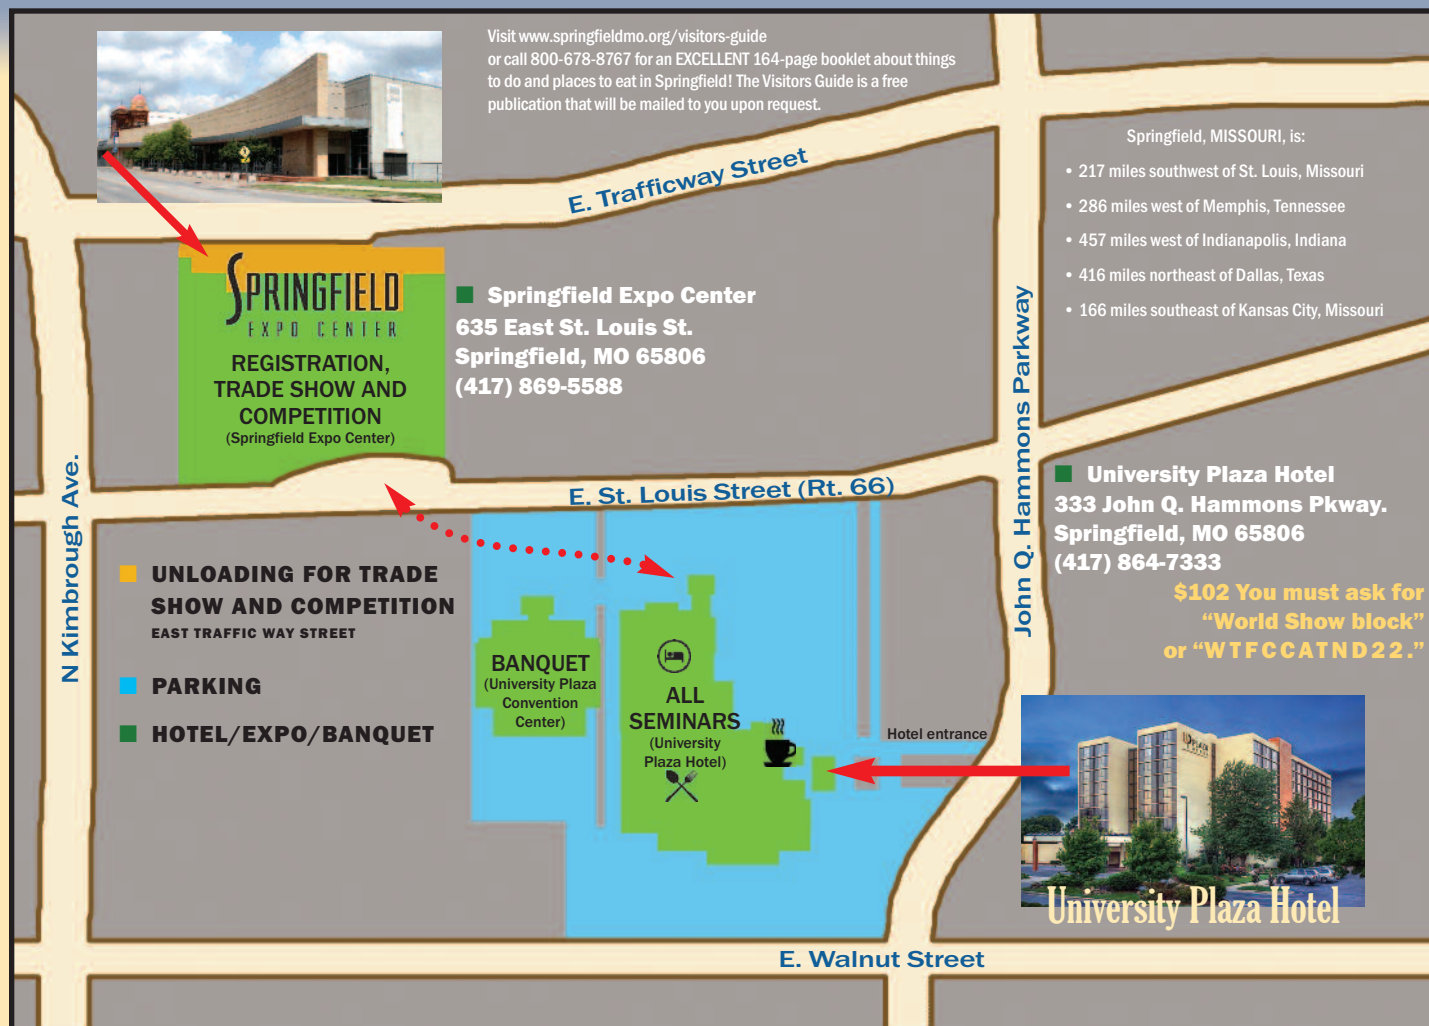 Visit www.springfieldmo.org/visitors-guide
or call 800-678-8767 for an EXCELLENT 164-page booklet about things
to do and places to eat in Springfield! The Visitors Guide is a free
publication that will be mailed to you upon request.
E. Trafficway Street
Springfield, MISSOURI, is:
• 217 miles southwest of St. Louis, Missouri
• 286 miles west of Memphis, Tennessee
• 457 miles west of Indianapolis, Indiana
• 416 miles northeast of Dallas, Texas
• 166 miles southeast of Kansas City, Missouri
SPRINGFIELD
EXPO CENTER
REGISTRATION,
TRADE SHOW AND
COMPETITION
(Springfield Expo Center)
Springfield Expo Center
635 East St. Louis St.
Springfield, MO 65806
(417) 869-5588
John Q. Hammons Parkway
N Kimbrough Ave.
E. St. Louis Street (Rt. 66)
University Plaza Hotel
333 John Q. Hammons Pkway.
Springfield, MO 65806
(417) 864-7333
$102 You must ask for
“World Show block”
or “WTFCCATND22.”
UNLOADING FOR TRADE
SHOW AND COMPETITION
EAST TRAFFIC WAY STREET
PARKING
HOTEL/EXPO/BANQUET
BANQUET
(University Plaza
Convention
Center)
ALL
SEMINARS
(University
Plaza Hotel)
Hotel entrance
University Plaza Hotel
E. Walnut Street